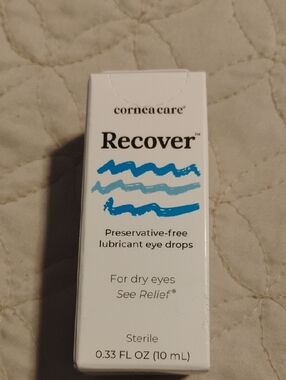 corneacare®
Recover™
Preservative-free
lubricant eye drops
For dry eyes
See Relief®
Sterile
0.33 FL OZ (10 mL)